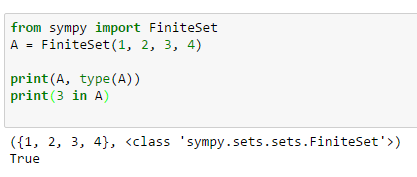 from sympy import FiniteSet
A = FiniteSet(1, 2, 3, 4)
print(A, type(A))
print(3 in A)
({1, 2, 3, 4}, <class 'sympy.sets.sets.FiniteSet'>)
True